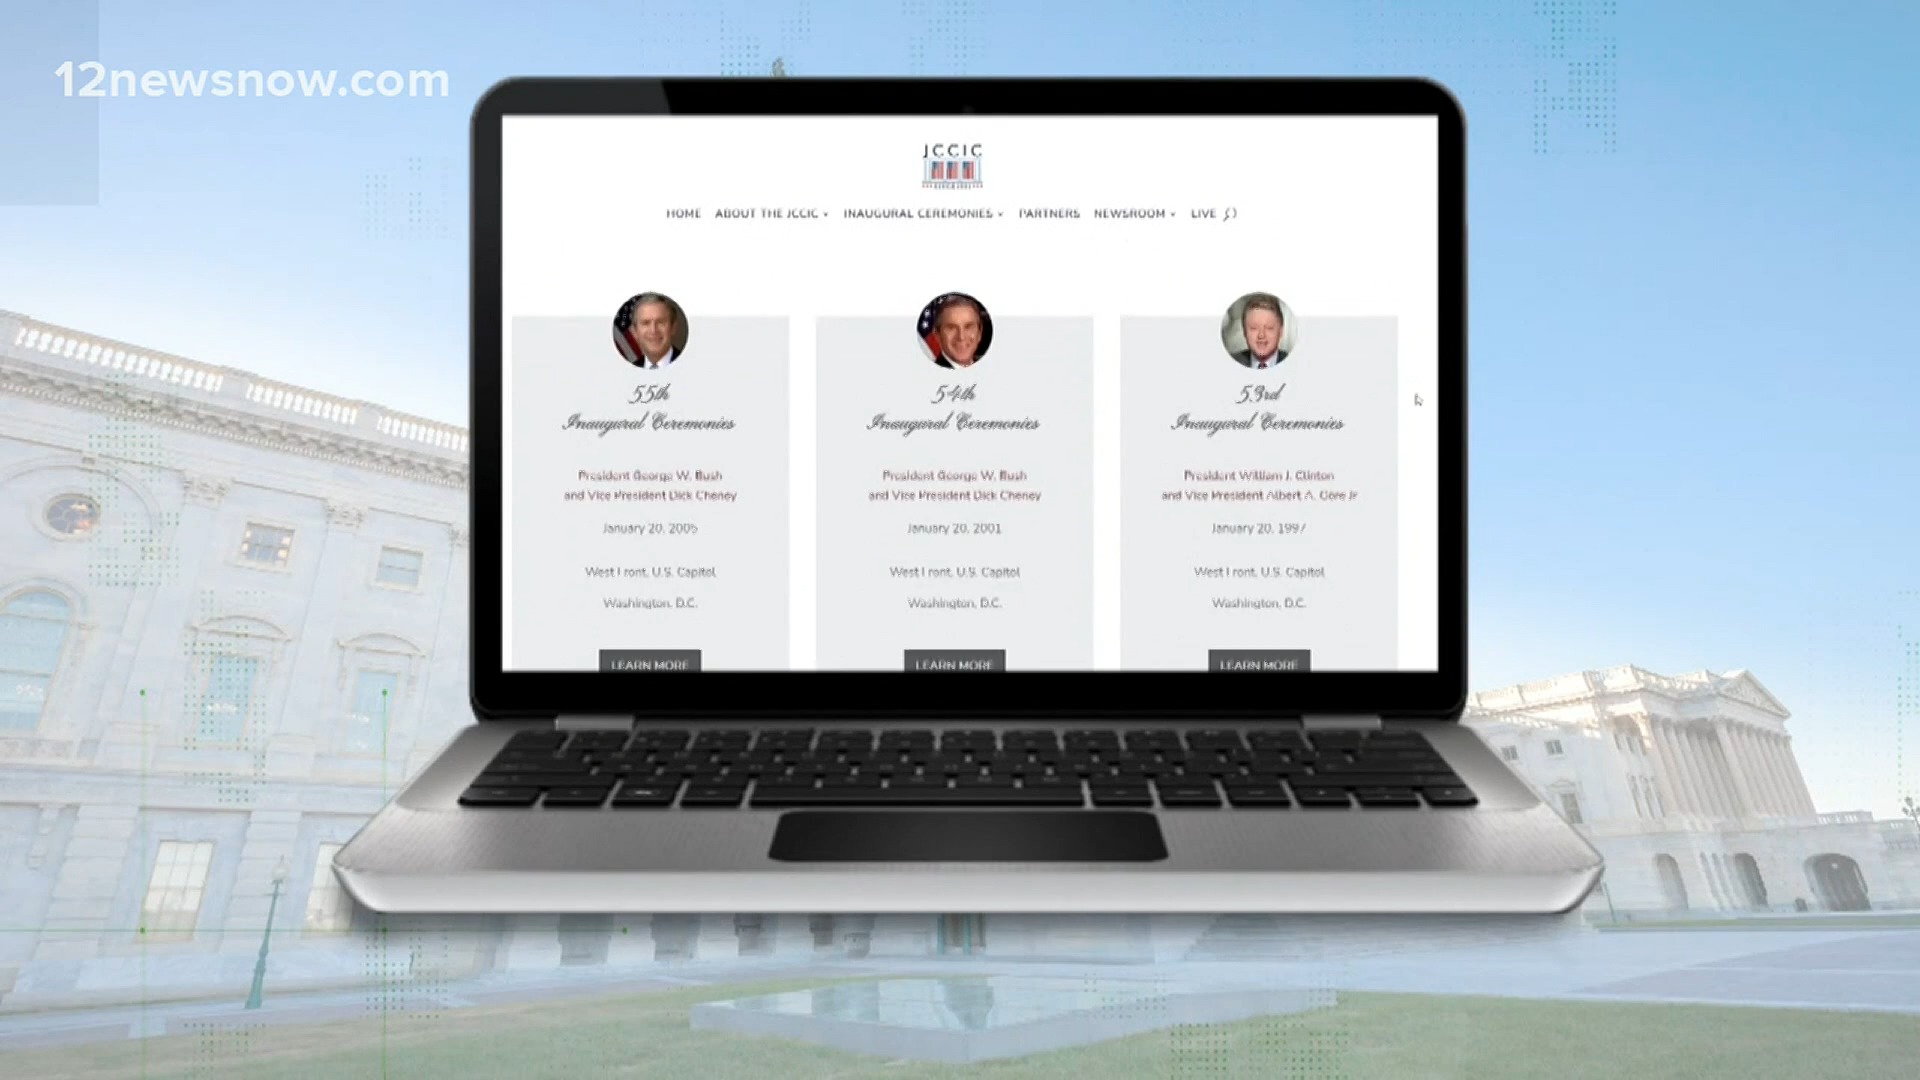 12newsnow.com
JCCIC
HOME ABOUT THE JCCIC INAUGURAL CEREMONIES PARTNERS NEWSROOM LIVE
55th
Inaugural Ceremonies
President George W. Bush
and Vice President Dick Cheney
January 20, 2005
West Front, U.S. Capitol
Washington, D.C.
LEARN MORE
54th
Inaugural Ceremonies
President George W. Bush
and Vice President Dick Cheney
January 20, 2001
West Front, U.S. Capitol
Washington, D.C.
LEARN MORE
53rd
Inaugural Ceremonies
President William J. Clinton
and Vice President Albert A. Gore Jr
January 20, 1997
West Front, U.S. Capitol
Washington, D.C.
LEARN MORE